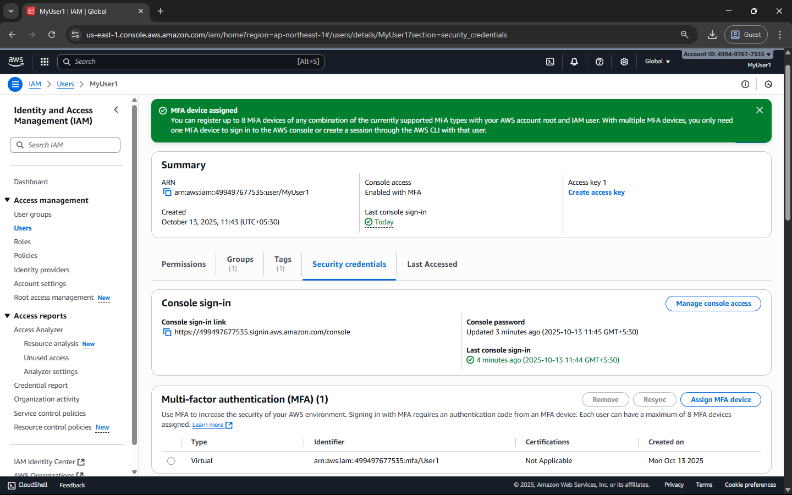 MyUser1 | IAM | Global
us-east-1.console.aws.amazon.com/iam/home?region=ap-northeast-1#/users/details/MyUser1?section=security_credentials
Guest
aws
Search
[Alt+S]
Global
Account ID: 4994-9767-7535
MyUser1
IAM > Users > MyUser1
Identity and Access Management (IAM)
Search IAM
Dashboard
Access management
User groups
Users
Roles
Policies
Identity providers
Account settings
Root access management New
Access reports
Access Analyzer
Resource analysis New
Unused access
Analyzer settings
Credential report
Organization activity
Service control policies
Resource control policies New
IAM Identity Center
AWS Organizations
MFA device assigned
You can register up to 8 MFA devices of any combination of the currently supported MFA types with your AWS account root and IAM user. With multiple MFA devices, you only need
one MFA device to sign in to the AWS console or create a session through the AWS CLI with that user.
Summary
ARN
arn:aws:iam::499497677535:user/MyUser1
Created
October 13, 2025, 11:43 (UTC+05:30)
Console access
Enabled with MFA
Last console sign-in
Today
Access key 1
Create access key
Permissions
Groups (1)
Tags (1)
Security credentials
Last Accessed
Console sign-in
Manage console access
Console sign-in link
https://499497677535.signin.aws.amazon.com/console
Console password
Updated 3 minutes ago (2025-10-13 11:45 GMT+5:30)
Last console sign-in
4 minutes ago (2025-10-13 11:44 GMT+5:30)
Multi-factor authentication (MFA) (1)
Remove
Resync
Assign MFA device
Use MFA to increase the security of your AWS environment. Signing in with MFA requires an authentication code from an MFA device. Each user can have a maximum of 8 MFA devices
assigned. Learn more
Type
Identifier
Certifications
Created on
Virtual
arn:aws:iam::499497677535:mfa/User1
Not Applicable
Mon Oct 13 2025
CloudShell
Feedback
© 2025, Amazon Web Services, Inc. or its affiliates.
Privacy
Terms
Cookie preferences